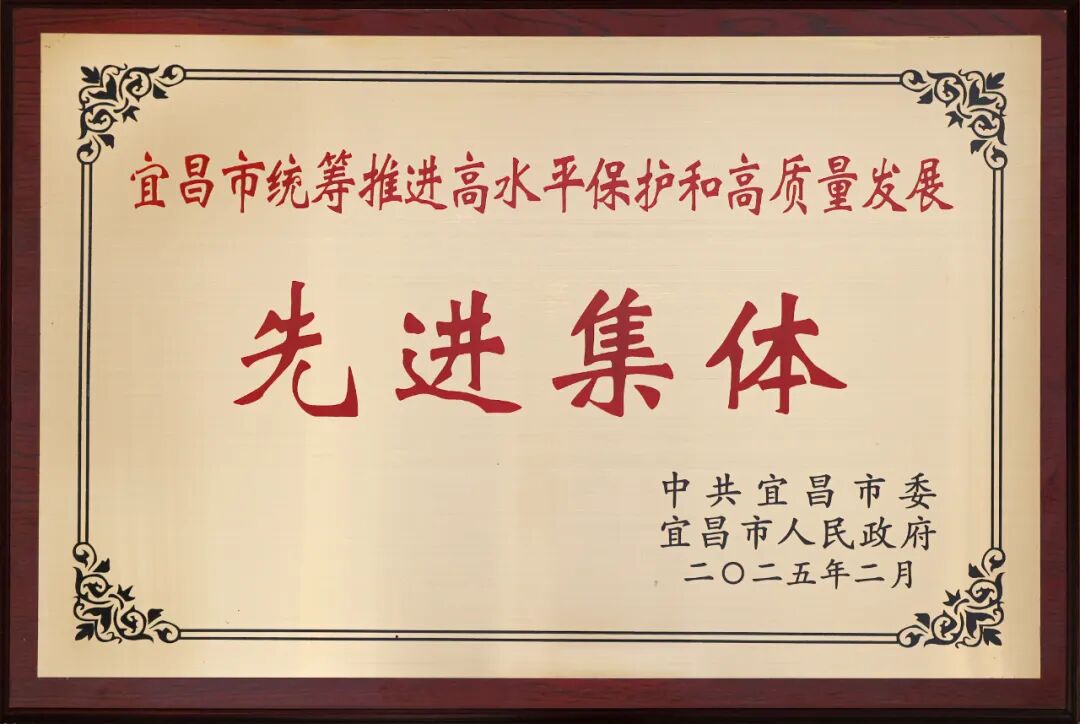 宜昌市统筹推进高水平保护和高质量发展
先进集体
中共宜昌市委
宜昌市人民政府
二〇二五年二月